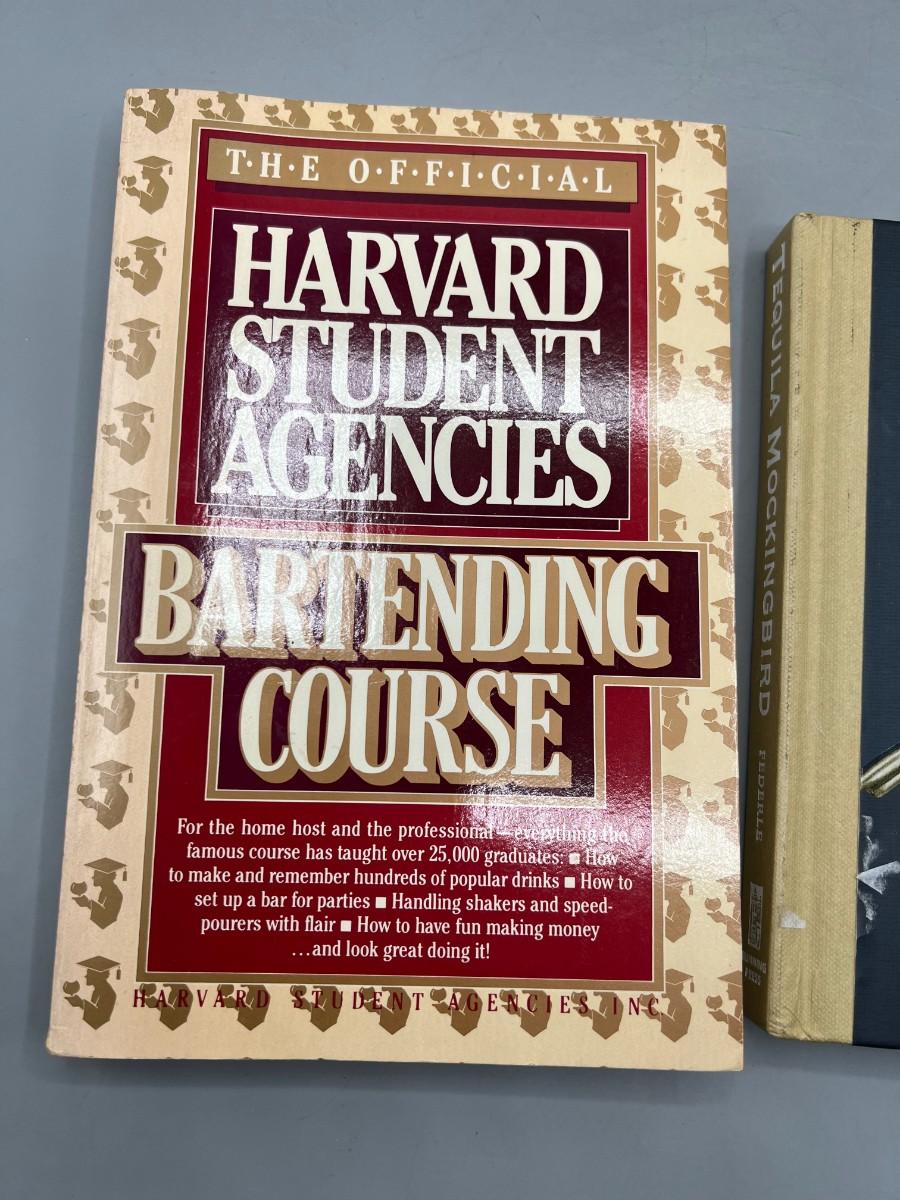 T·H·E O·F·F·I·C·I·A·L
HARVARD
STUDENT
AGENCIES
BARTENDING
COURSE
For the home host and the professional—everything the
famous course has taught over 25,000 graduates: ■ How
to make and remember hundreds of popular drinks ■ How to
set up a bar for parties ■ Handling shakers and speed-
pourers with flair ■ How to have fun making money
...and look great doing it!
HARVARD STUDENT AGENCIES INC.
TEQUILA MOCKINGBIRD
FEDERLE
RUNNING
PRESS